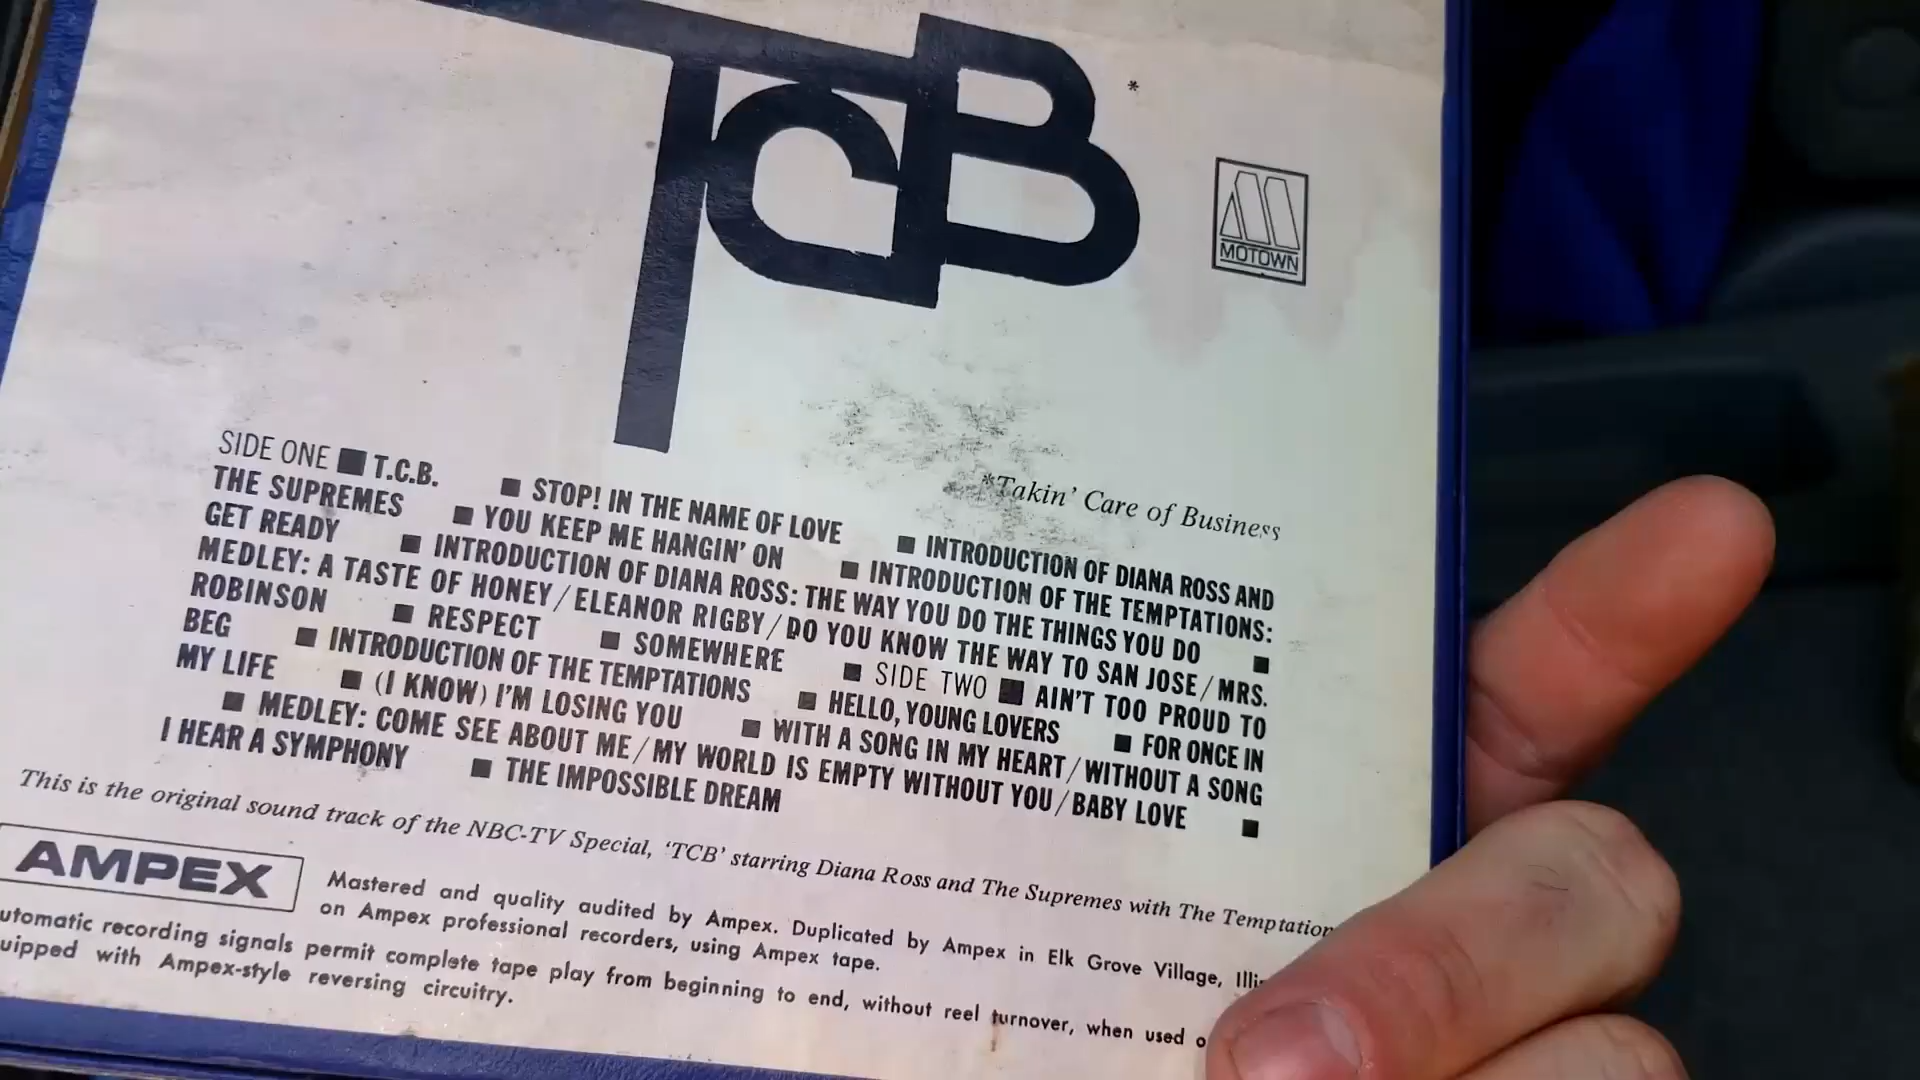 TCB*
MOTOWN
*Takin' Care of Business
SIDE ONE ■ T.C.B. ■ STOP! IN THE NAME OF LOVE ■ INTRODUCTION OF DIANA ROSS AND
THE SUPREMES ■ YOU KEEP ME HANGIN' ON ■ INTRODUCTION OF THE TEMPTATIONS:
GET READY ■ INTRODUCTION OF DIANA ROSS: THE WAY YOU DO THE THINGS YOU DO ■
MEDLEY: A TASTE OF HONEY/ELEANOR RIGBY/DO YOU KNOW THE WAY TO SAN JOSE/MRS.
ROBINSON ■ RESPECT ■ SOMEWHERE ■ SIDE TWO ■ AIN'T TOO PROUD TO
BEG ■ INTRODUCTION OF THE TEMPTATIONS ■ HELLO, YOUNG LOVERS ■ FOR ONCE IN
MY LIFE ■ (I KNOW) I'M LOSING YOU ■ WITH A SONG IN MY HEART/WITHOUT A SONG
■ MEDLEY: COME SEE ABOUT ME/MY WORLD IS EMPTY WITHOUT YOU/BABY LOVE ■
I HEAR A SYMPHONY ■ THE IMPOSSIBLE DREAM
This is the original sound track of the NBC-TV Special, 'TCB' starring Diana Ross and The Supremes with The Temptation
AMPEX
Mastered and quality audited by Ampex. Duplicated by Ampex in Elk Grove Village, Illi
on Ampex professional recorders, using Ampex tape.
utomatic recording signals permit complete tape play from beginning to end, without reel turnover, when used o
uipped with Ampex-style reversing circuitry.